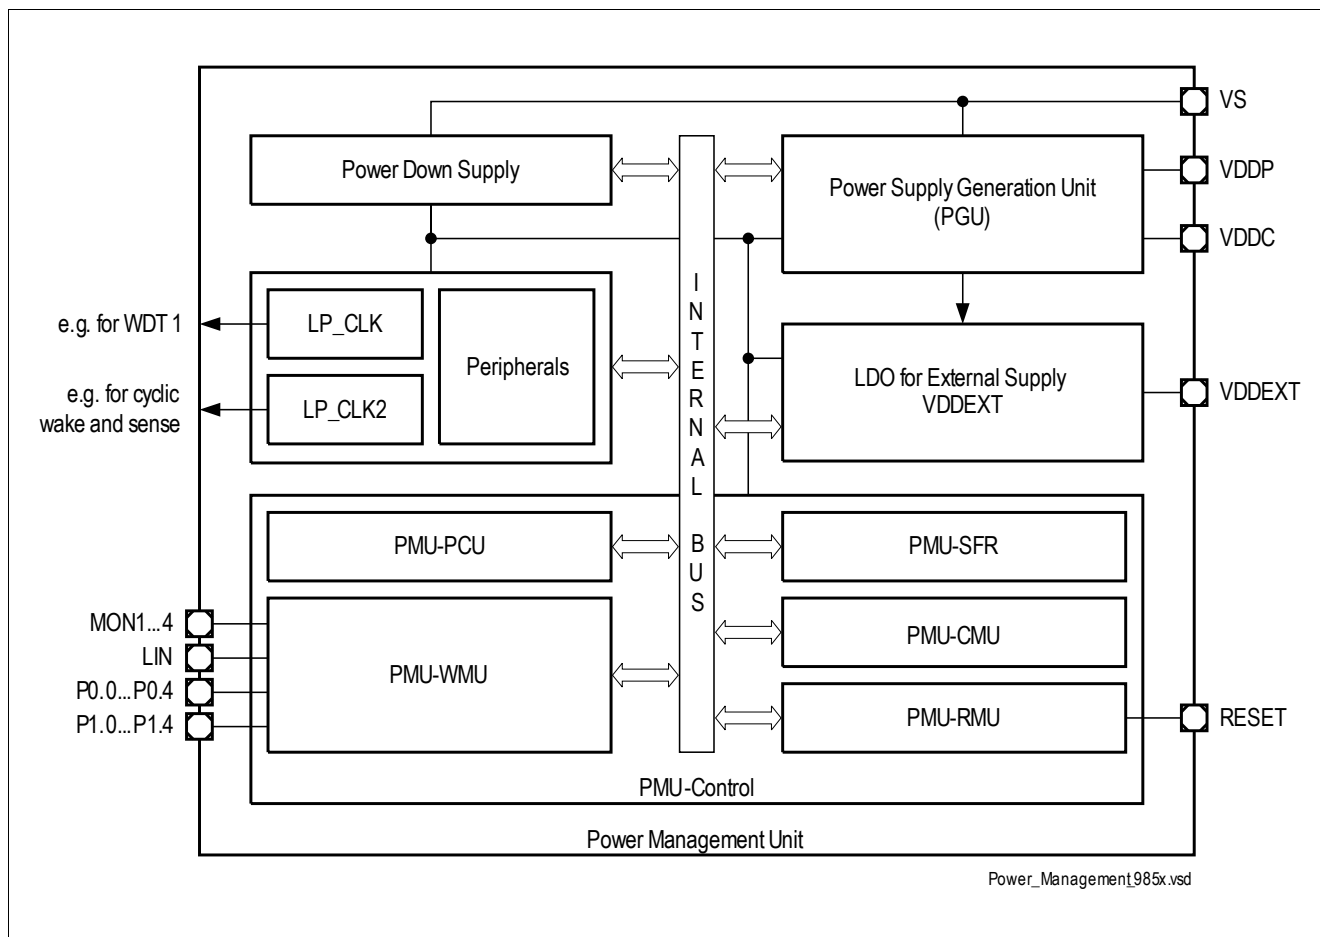 VS
Power Down Supply
Power Supply Generation Unit
(PGU)
VDDP
VDDC
INTERNAL BUS
e.g. for WDT 1
LP_CLK
Peripherals
e.g. for cyclic
wake and sense
LP_CLK2
LDO for External Supply
VDDEXT
VDDEXT
PMU-PCU
PMU-SFR
MON1...4
LIN
P0.0...P0.4
P1.0...P1.4
PMU-WMU
PMU-CMU
PMU-RMU
RESET
PMU-Control
Power Management Unit
Power_Management_985x.vsd